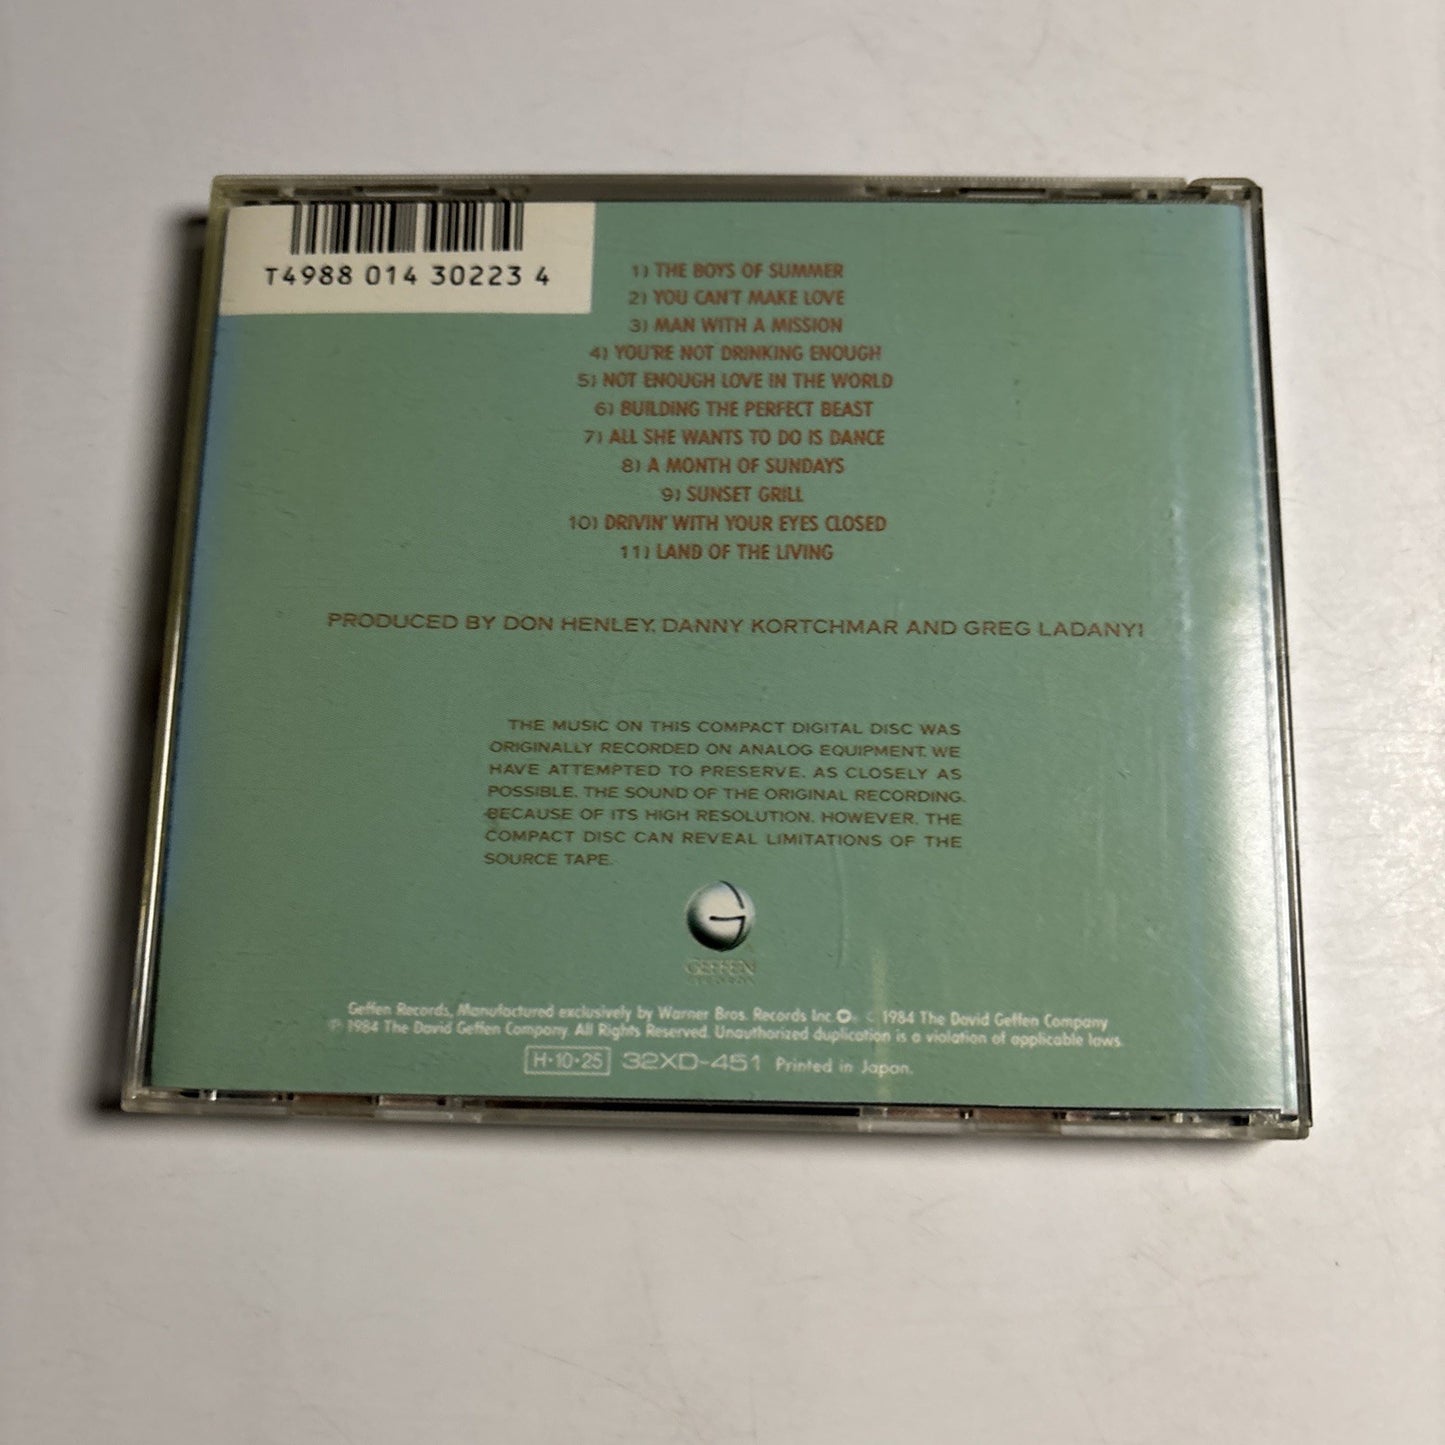 T4988 014 30223 4
1) THE BOYS OF SUMMER
2) YOU CAN'T MAKE LOVE
3) MAN WITH A MISSION
4) YOU'RE NOT DRINKING ENOUGH
5) NOT ENOUGH LOVE IN THE WORLD
6) BUILDING THE PERFECT BEAST
7) ALL SHE WANTS TO DO IS DANCE
8) A MONTH OF SUNDAYS
9) SUNSET GRILL
10) DRIVIN' WITH YOUR EYES CLOSED
11) LAND OF THE LIVING
PRODUCED BY DON HENLEY, DANNY KORTCHMAR AND GREG LADANYI
THE MUSIC ON THIS COMPACT DIGITAL DISC WAS
ORIGINALLY RECORDED ON ANALOG EQUIPMENT. WE
HAVE ATTEMPTED TO PRESERVE, AS CLOSELY AS
POSSIBLE, THE SOUND OF THE ORIGINAL RECORDING.
BECAUSE OF ITS HIGH RESOLUTION, HOWEVER, THE
COMPACT DISC CAN REVEAL LIMITATIONS OF THE
SOURCE TAPE.
GEFFEN
Geffen Records, Manufactured exclusively by Warner Bros. Records Inc. © 1984 The David Geffen Company
℗ 1984 The David Geffen Company. All Rights Reserved. Unauthorized duplication is a violation of applicable laws.
H·10·25 32XD-451 Printed in Japan.